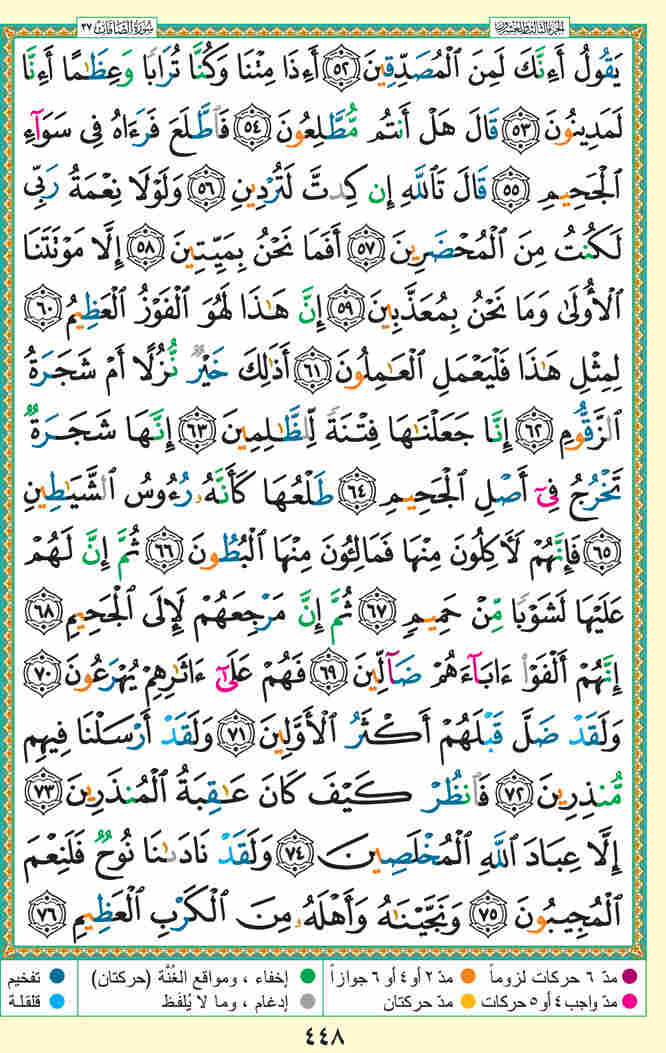 الجزء الثالث والعشرون سُورَةُ الصَّافَّاتِ ٣٧
يَقُولُ أَءِنَّكَ لَمِنَ ٱلْمُصَدِّقِينَ ٥٢ أَءِذَا مِتْنَا وَكُنَّا تُرَابًا وَعِظَٰمًا أَءِنَّا
لَمَدِينُونَ ٥٣ قَالَ هَلْ أَنتُم مُّطَّلِعُونَ ٥٤ فَٱطَّلَعَ فَرَءَاهُ فِى سَوَآءِ
ٱلْجَحِيمِ ٥٥ قَالَ تَٱللَّهِ إِن كِدتَّ لَتُرْدِينِ ٥٦ وَلَوْلَا نِعْمَةُ رَبِّى
لَكُنتُ مِنَ ٱلْمُحْضَرِينَ ٥٧ أَفَمَا نَحْنُ بِمَيِّتِينَ ٥٨ إِلَّا مَوْتَتَنَا
ٱلْأُولَىٰ وَمَا نَحْنُ بِمُعَذَّبِينَ ٥٩ إِنَّ هَٰذَا لَهُوَ ٱلْفَوْزُ ٱلْعَظِيمُ ٦٠
لِمِثْلِ هَٰذَا فَلْيَعْمَلِ ٱلْعَٰمِلُونَ ٦١ أَذَٰلِكَ خَيْرٌ نُّزُلًا أَمْ شَجَرَةُ
ٱلزَّقُّومِ ٦٢ إِنَّا جَعَلْنَٰهَا فِتْنَةً لِّلظَّٰلِمِينَ ٦٣ إِنَّهَا شَجَرَةٌ
تَخْرُجُ فِىٓ أَصْلِ ٱلْجَحِيمِ ٦٤ طَلْعُهَا كَأَنَّهُۥ رُءُوسُ ٱلشَّيَٰطِينِ
٦٥ فَإِنَّهُمْ لَأَكِلُونَ مِنْهَا فَمَالِـُٔونَ مِنْهَا ٱلْبُطُونَ ٦٦ ثُمَّ إِنَّ لَهُمْ
عَلَيْهَا لَشَوْبًا مِّنْ حَمِيمٍ ٦٧ ثُمَّ إِنَّ مَرْجِعَهُمْ لَإِلَى ٱلْجَحِيمِ ٦٨
إِنَّهُمْ أَلْفَوْا۟ ءَابَآءَهُمْ ضَآلِّينَ ٦٩ فَهُمْ عَلَىٰٓ ءَاثَٰرِهِمْ يُهْرَعُونَ ٧٠
وَلَقَدْ ضَلَّ قَبْلَهُمْ أَكْثَرُ ٱلْأَوَّلِينَ ٧١ وَلَقَدْ أَرْسَلْنَا فِيهِم
مُّنذِرِينَ ٧٢ فَٱنظُرْ كَيْفَ كَانَ عَٰقِبَةُ ٱلْمُنذَرِينَ ٧٣
إِلَّا عِبَادَ ٱللَّهِ ٱلْمُخْلَصِينَ ٧٤ وَلَقَدْ نَادَىٰنَا نُوحٌ فَلَنِعْمَ
ٱلْمُجِيبُونَ ٧٥ وَنَجَّيْنَٰهُ وَأَهْلَهُۥ مِنَ ٱلْكَرْبِ ٱلْعَظِيمِ ٧٦
مدّ ٦ حركات لزوماً مدّ ٢ أو ٤ أو ٦ جوازاً إخفاء ، ومواقع الغُنَّة (حركتان) تفخيم
مدّ واجب ٤ أو ٥ حركات مدّ حركتان إدغام ، وما لا يُلفَظ قلقلة
٤٤٨